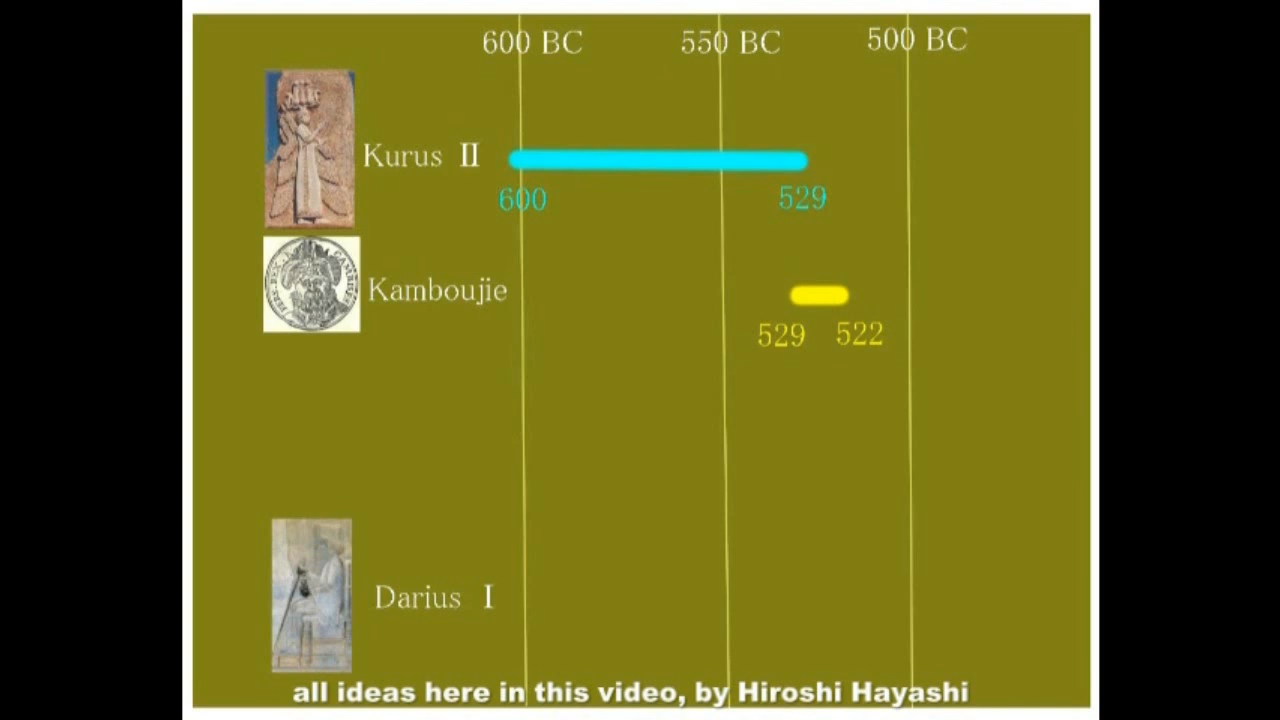 600 BC
550 BC
500 BC
Kurus II
600
529
Kamboujie
529
522
Darius I
all ideas here in this video, by Hiroshi Hayashi